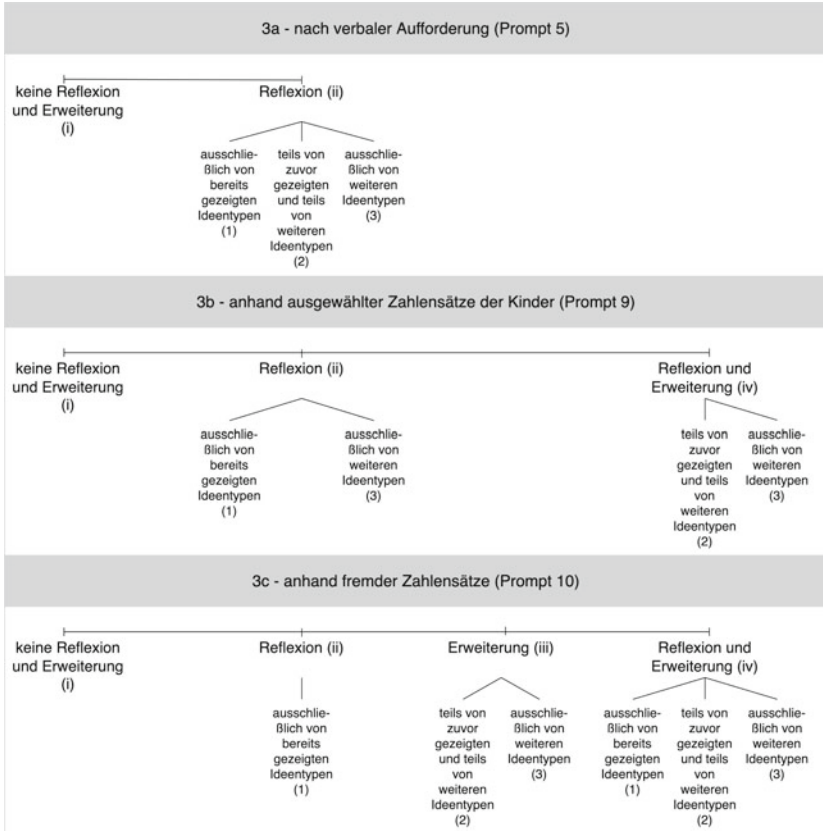 3a - nach verbaler Aufforderung (Prompt 5)
keine Reflexion
und Erweiterung
(i)
Reflexion (ii)
ausschlie-
ßlich von
bereits
gezeigten
Ideentypen
(1)
teils von
zuvor
gezeigten
und teils
von
weiteren
Ideentypen
(2)
ausschlie-
ßlich von
weiteren
Ideentypen
(3)
3b - anhand ausgewählter Zahlensätze der Kinder (Prompt 9)
keine Reflexion
und Erweiterung
(i)
Reflexion (ii)
ausschlie-
ßlich von
bereits
gezeigten
Ideentypen
(1)
ausschlie-
ßlich von
weiteren
Ideentypen
(3)
Reflexion und
Erweiterung (iv)
teils von
zuvor
gezeigten
und teils
von
weiteren
Ideentypen
(2)
ausschlie-
ßlich von
weiteren
Ideentypen
(3)
3c - anhand fremder Zahlensätze (Prompt 10)
keine Reflexion
und Erweiterung
(i)
Reflexion (ii)
ausschlie-
ßlich von
bereits
gezeigten
Ideentypen
(1)
Erweiterung (iii)
teils von
zuvor
gezeigten
und teils
von
weiteren
Ideentypen
(2)
ausschlie-
ßlich von
weiteren
Ideentypen
(3)
Reflexion und
Erweiterung (iv)
ausschlie-
ßlich von
bereits
gezeigten
Ideentypen
(1)
teils von
zuvor
gezeigten
und teils
von
weiteren
Ideentypen
(2)
ausschlie-
ßlich von
weiteren
Ideentypen
(3)